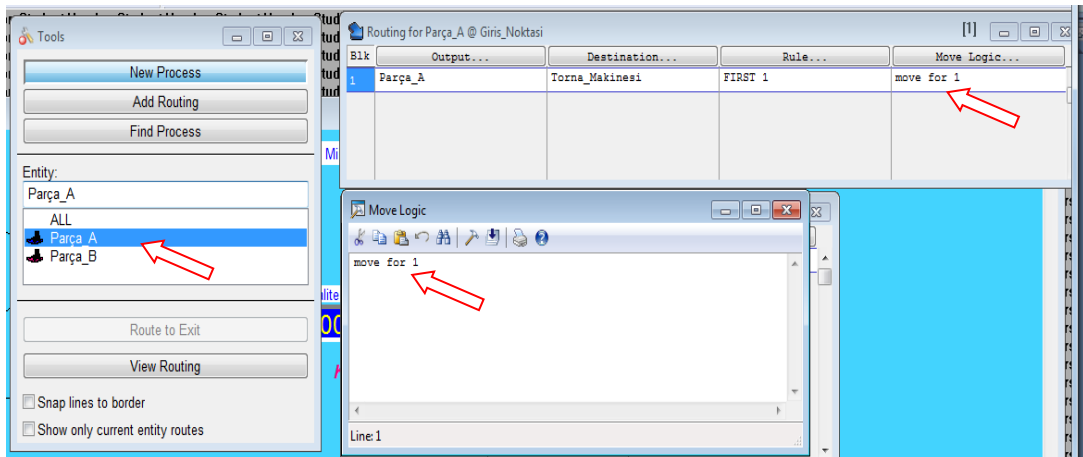 Tools
New Process
Add Routing
Find Process
Entity:
Parça_A
ALL
Parça_A
Parça_B
Route to Exit
View Routing
Snap lines to border
Show only current entity routes
Routing for Parça_A @ Giris_Noktasi [1]
Blk Output... Destination... Rule... Move Logic...
1 Parça_A Torna_Makinesi FIRST 1 move for 1
Move Logic
move for 1
Line: 1